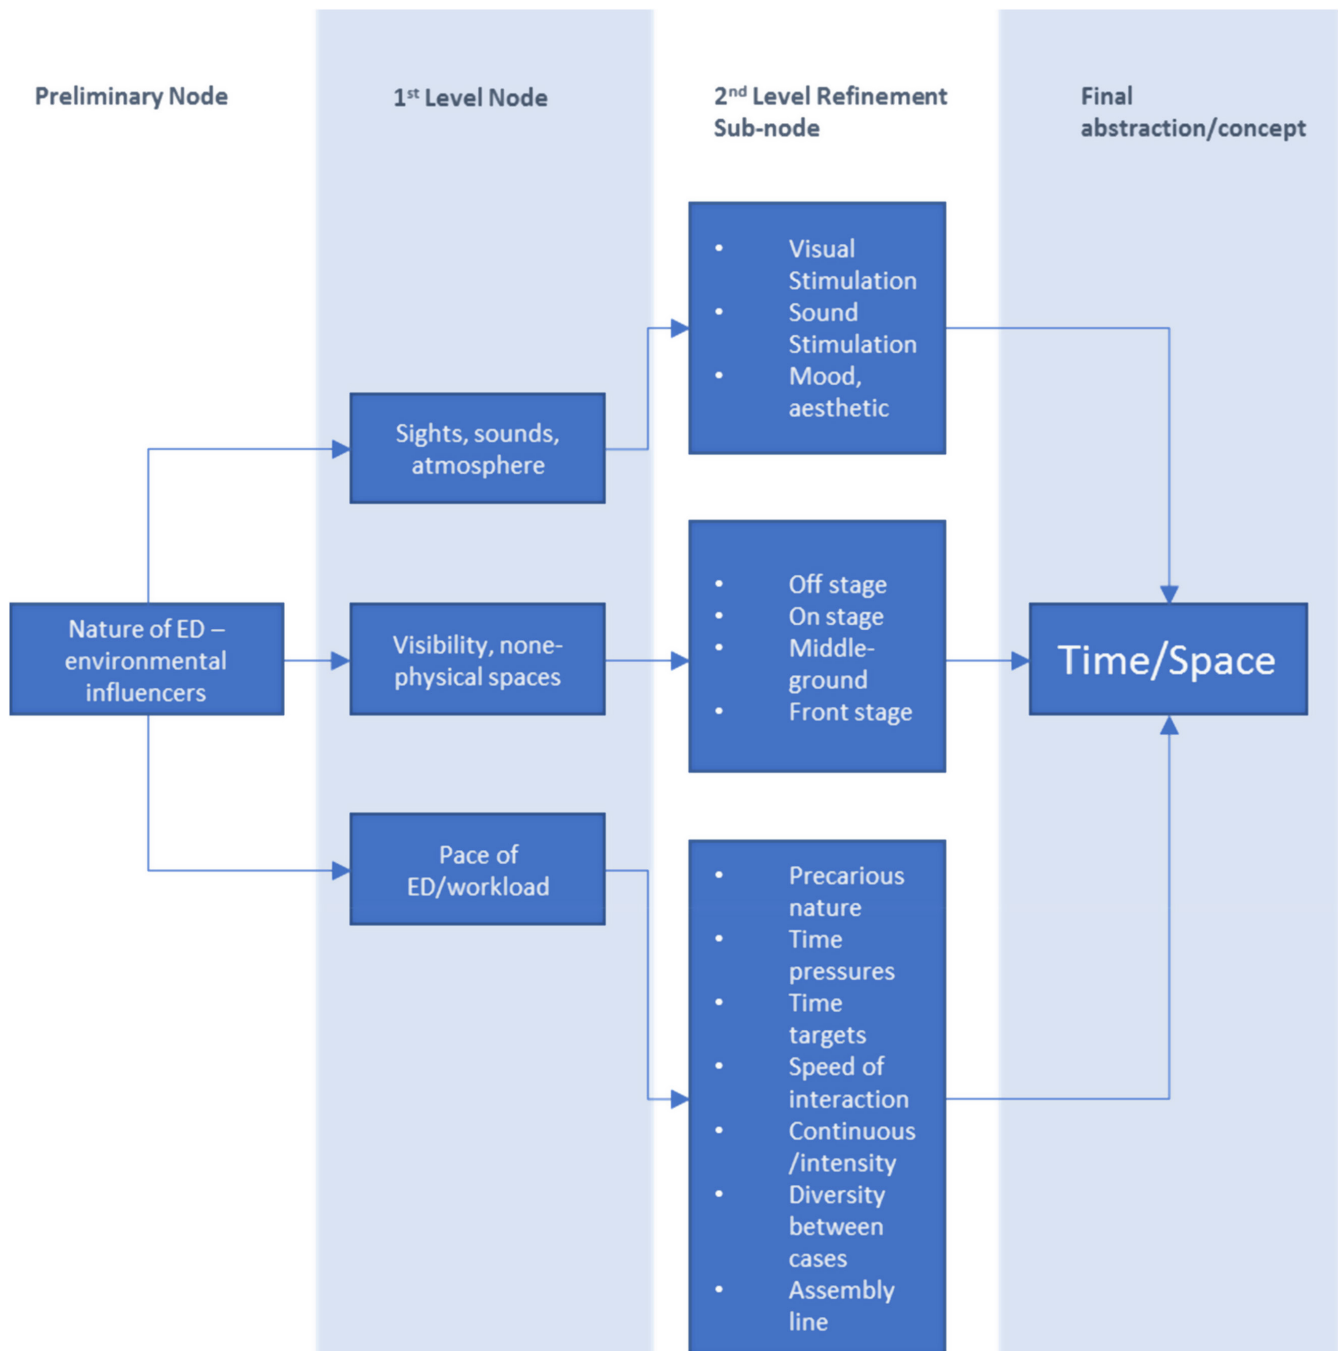 Preliminary Node
1st Level Node
2nd Level Refinement
Sub-node
Final
abstraction/concept
Nature of ED –
environmental
influencers
Sights, sounds,
atmosphere
Visibility, none-
physical spaces
Pace of
ED/workload
• Visual
Stimulation
• Sound
Stimulation
• Mood,
aesthetic
• Off stage
• On stage
• Middle-
ground
• Front stage
• Precarious
nature
• Time
pressures
• Time
targets
• Speed of
interaction
• Continuous
/intensity
• Diversity
between
cases
• Assembly
line
Time/Space